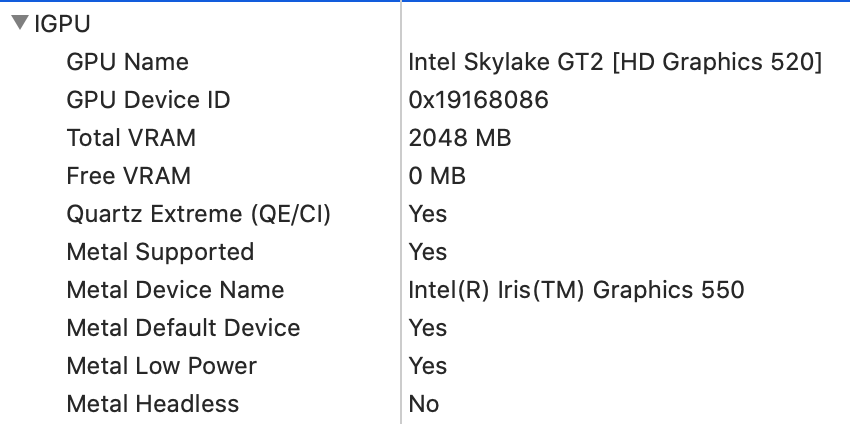 IGPU
GPU Name Intel Skylake GT2 [HD Graphics 520]
GPU Device ID 0x19168086
Total VRAM 2048 MB
Free VRAM 0 MB
Quartz Extreme (QE/CI) Yes
Metal Supported Yes
Metal Device Name Intel(R) Iris(TM) Graphics 550
Metal Default Device Yes
Metal Low Power Yes
Metal Headless No